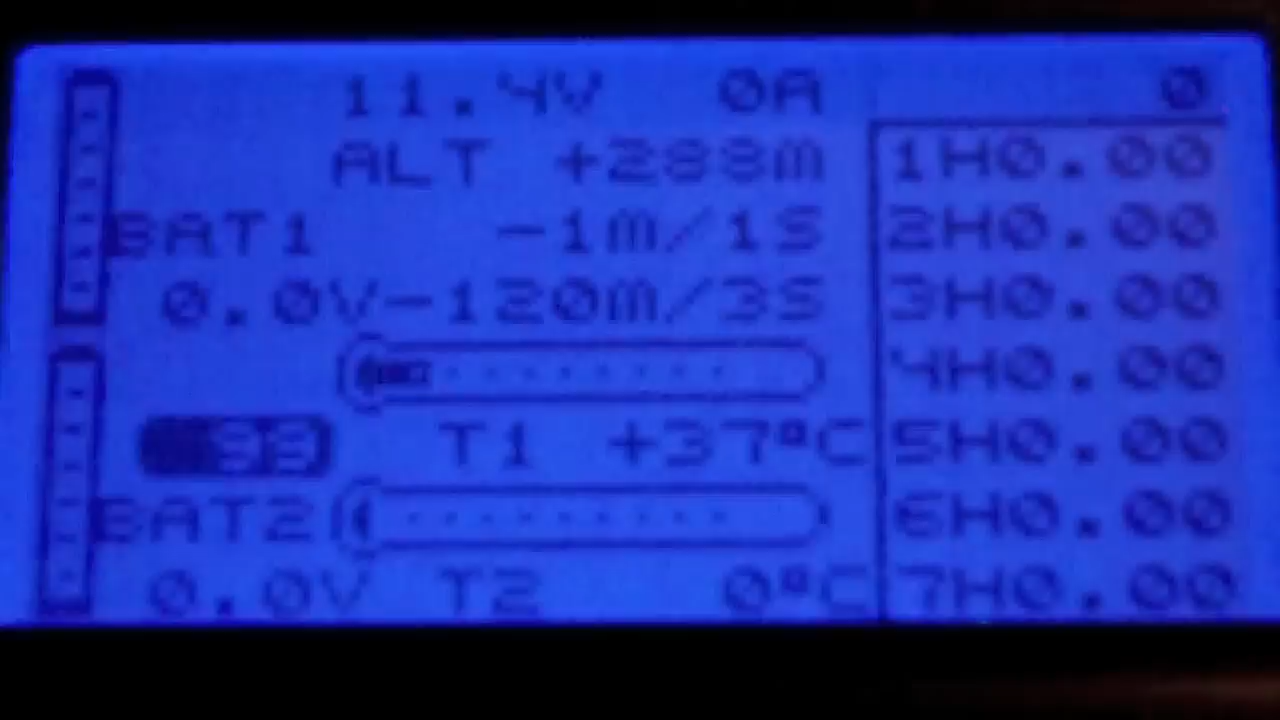 11.4V 0A 0
ALT +288m 1H0.00
BAT1 -1m/1S 2H0.00
0.0V -120m/3S 3H0.00
4H0.00
T1 +37°C 5H0.00
BAT2 6H0.00
0.0V T2 0°C 7H0.00